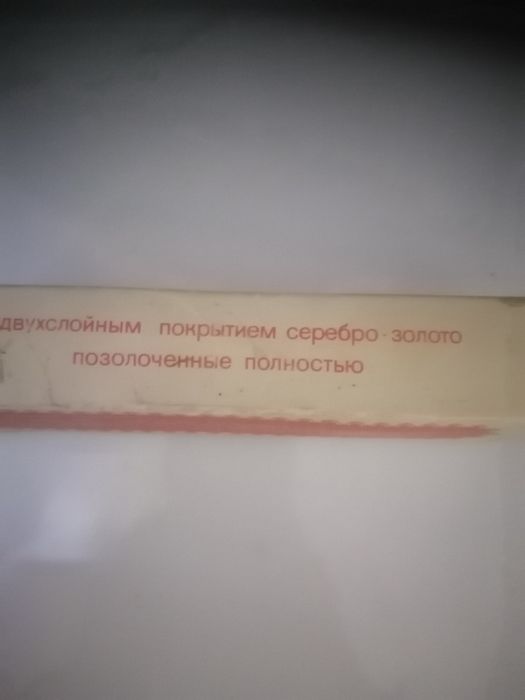 двухслойным покрытием серебро-золото
позолоченные полностью